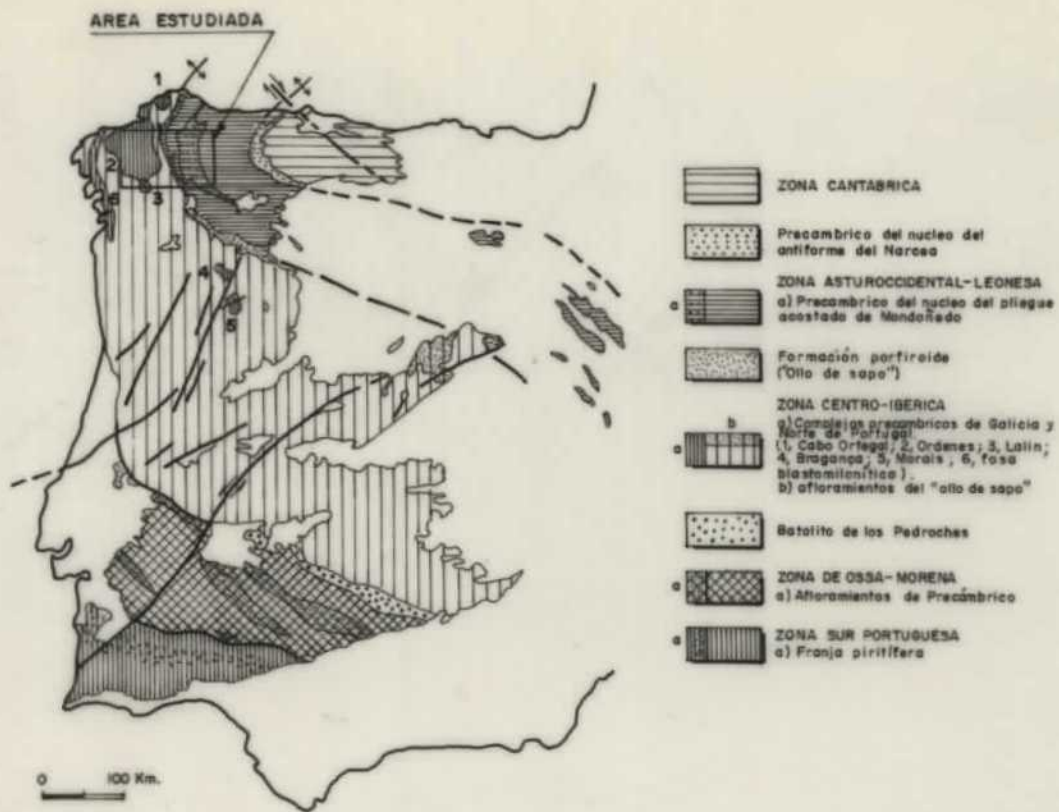 AREA ESTUDIADA
1
2
3
6
4
5
0 100 Km.
ZONA CANTABRICA
Precambrico del nucleo del
antiforme del Narcea
ZONA ASTUROCCIDENTAL-LEONESA
a
a) Precambrico del nucleo del pliegue
acostado de Mondoñedo
Formación porfiroide
("Ollo de sapo")
ZONA CENTRO-IBERICA
b
a
a) Complejos precambricos de Galicia y
Norte de Portugal
(1, Cabo Ortegal; 2, Ordenes; 3, Lalin;
4, Bragança; 5, Morais, 6, fosa
blastomilonítica).
b) afloramientos del "ollo de sapo"
Batolito de los Pedroches
ZONA DE OSSA-MORENA
a
a) Afloramientos de Precámbrico
ZONA SUR PORTUGUESA
a
a) Franja piritífera